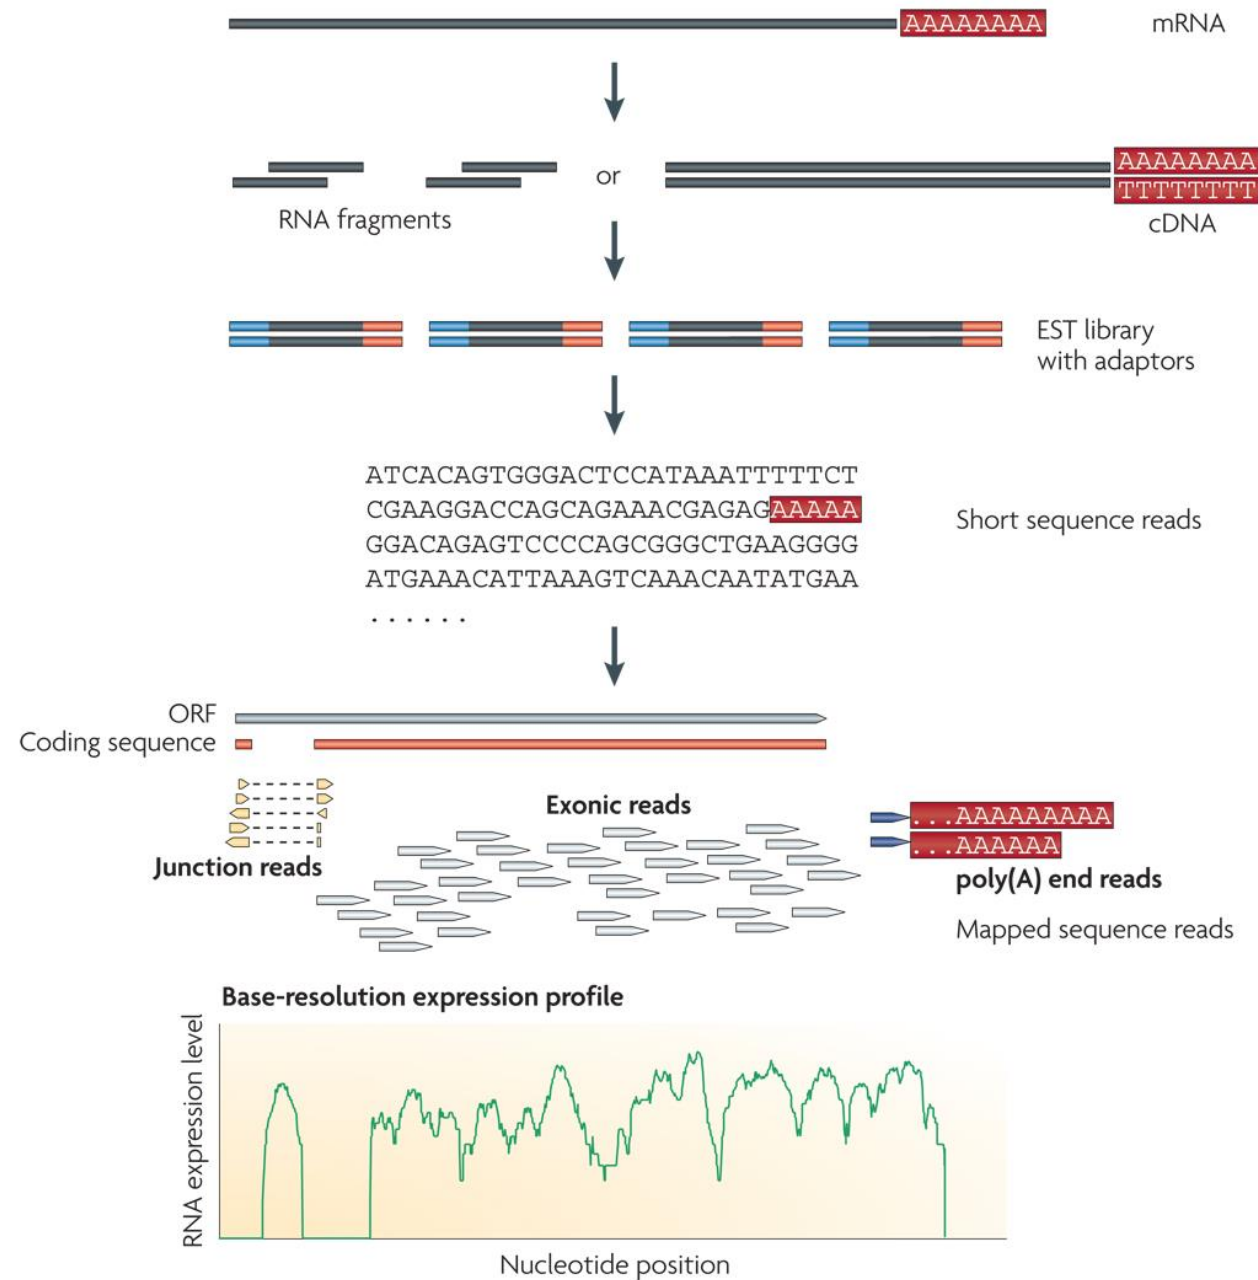 AAAAAAAA
mRNA
or
AAAAAAAA
TTTTTTTT
RNA fragments
cDNA
EST library
with adaptors
ATCACAGTGGGACTCCATAAATTTTTCT
CGAAGGACCAGCAGAAACGAGAGAAAAA
GGACAGAGTCCCCAGCGGGCTGAAGGGG
ATGAAACATTAAAGTCAAACAATATGAA
. . . . . .
Short sequence reads
ORF
Coding sequence
Exonic reads
Junction reads
...AAAAAAAAA
...AAAAAA
poly(A) end reads
Mapped sequence reads
Base-resolution expression profile
RNA expression level
Nucleotide position